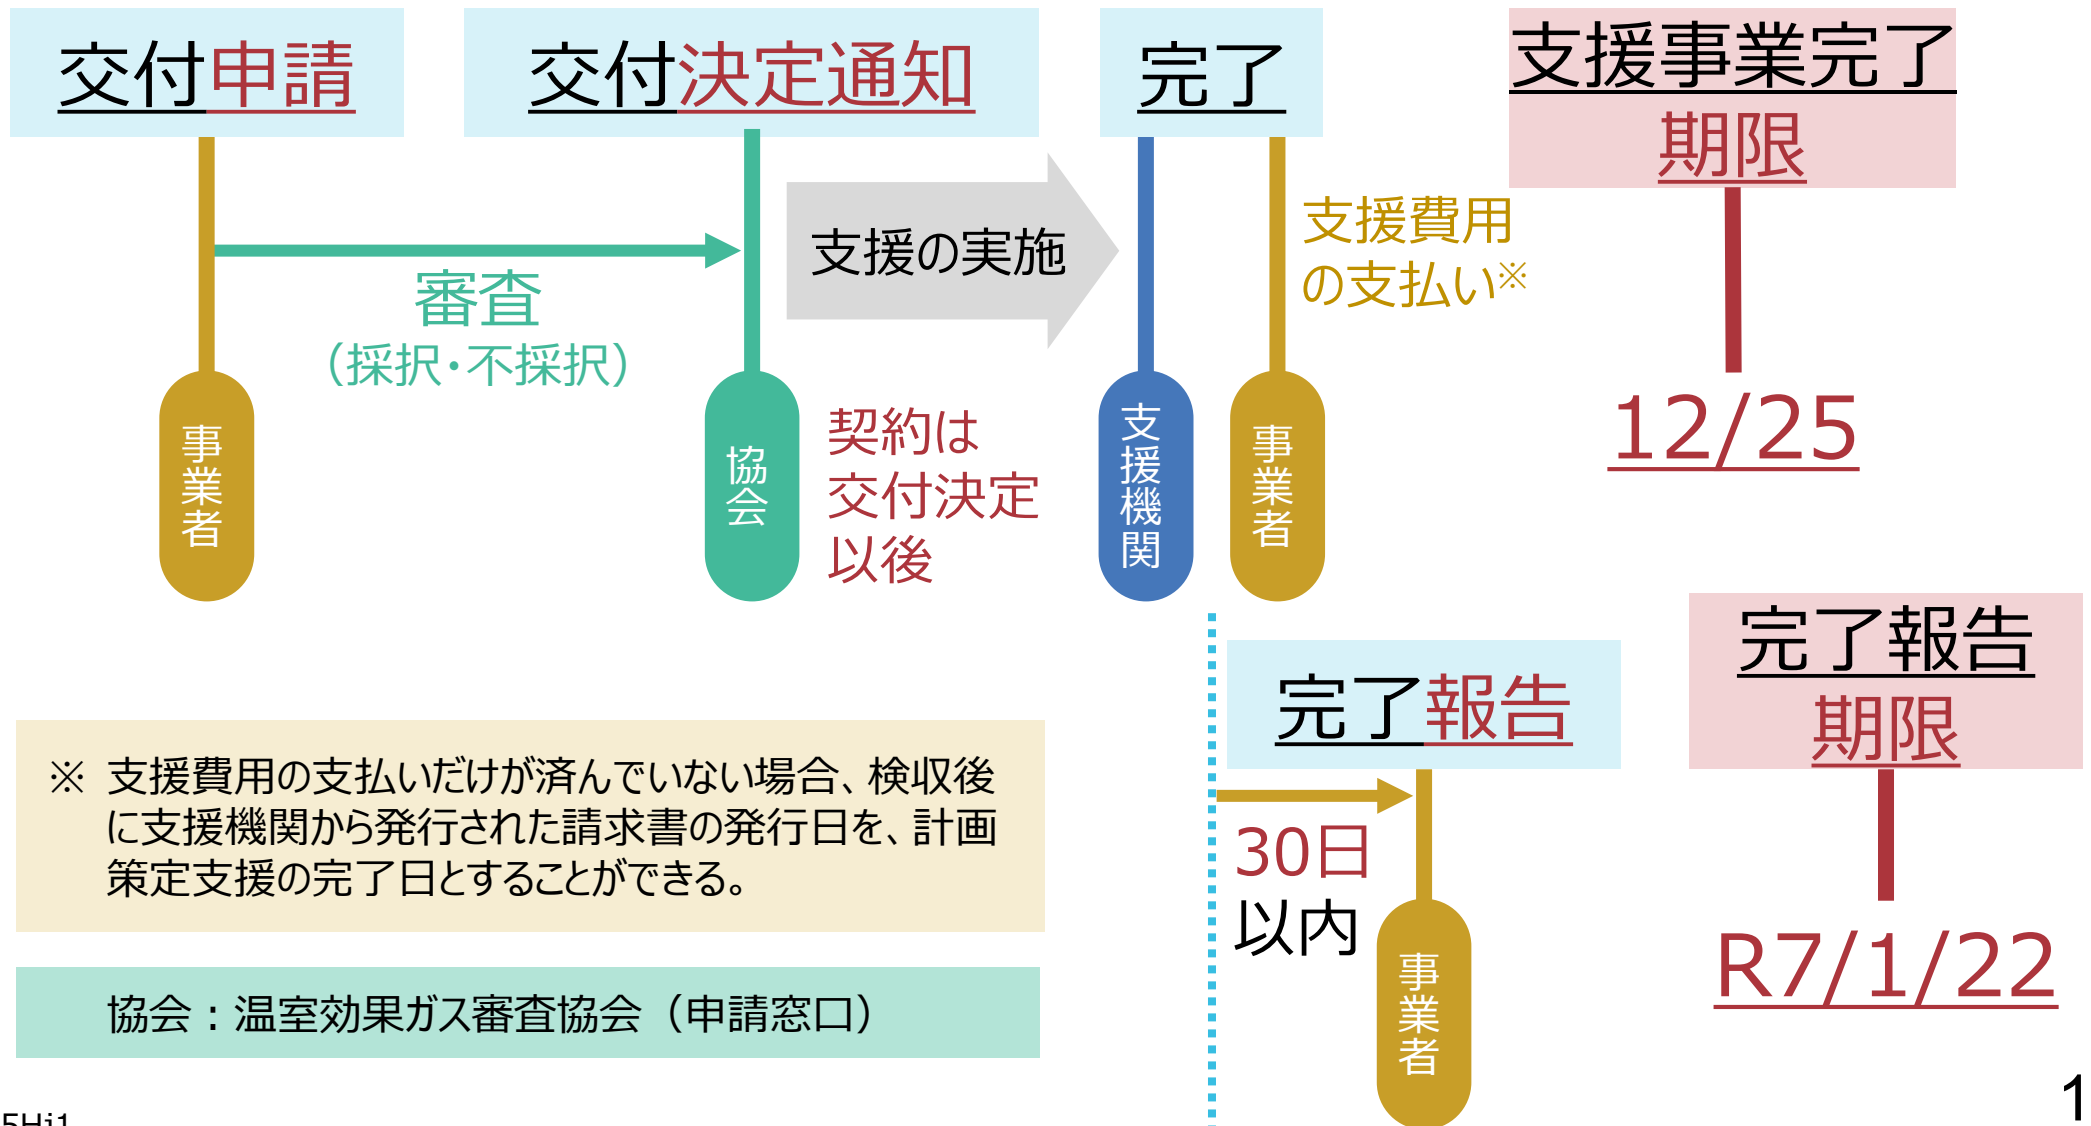 交付申請
交付決定通知
完了
支援事業完了
期限
支援の実施
支援費用
の支払い※
審査
（採択・不採択）
12/25
事業者
協会
契約は
交付決定
以後
支援機関
事業者
完了報告
完了報告
期限
※ 支援費用の支払いだけが済んでいない場合、検収後
に支援機関から発行された請求書の発行日を、計画
策定支援の完了日とすることができる。
30日
以内
R7/1/22
事業者
協会：温室効果ガス審査協会（申請窓口）
1